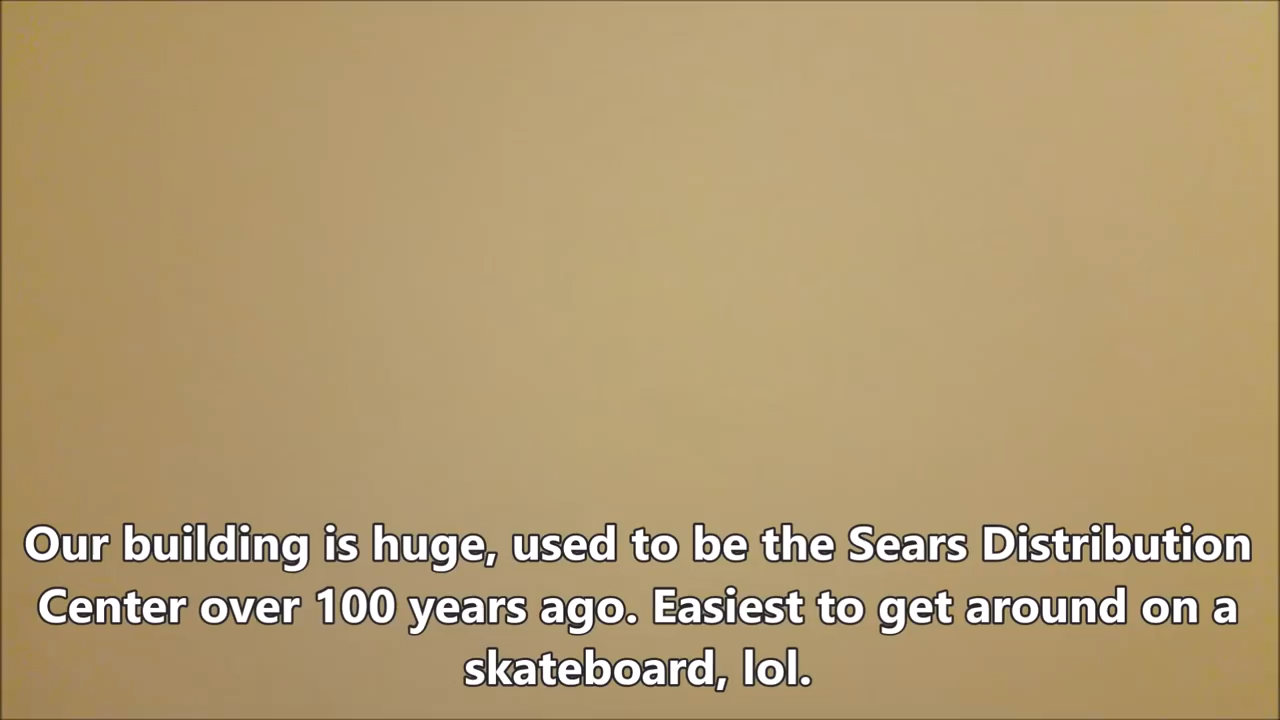 Our building is huge, used to be the Sears Distribution
Center over 100 years ago. Easiest to get around on a
skateboard, lol.